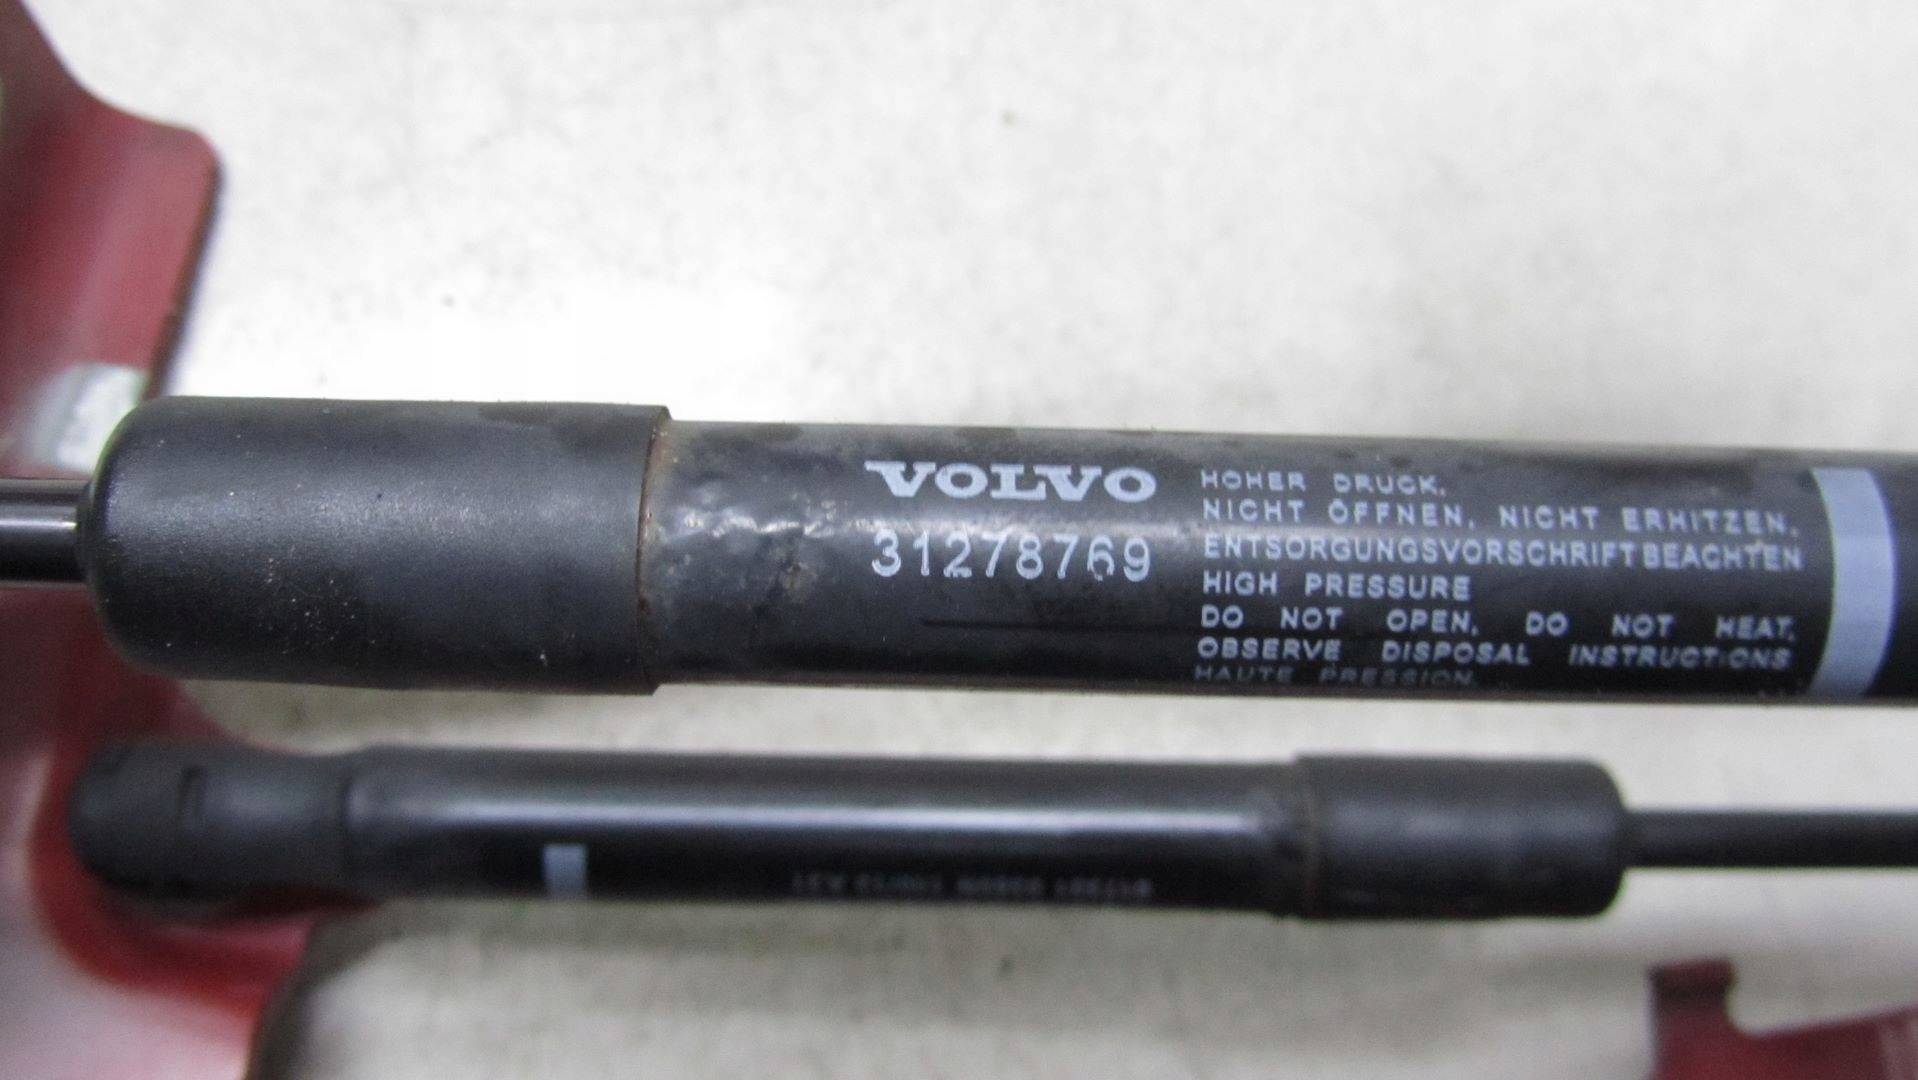 VOLVO
31278769
HOHER DRUCK.
NICHT ÖFFNEN. NICHT ERHITZEN.
ENTSORGUNGSVORSCHRIFT BEACHTEN
HIGH PRESSURE
DO NOT OPEN. DO NOT HEAT.
OBSERVE DISPOSAL INSTRUCTIONS
HAUTE PRESSION.